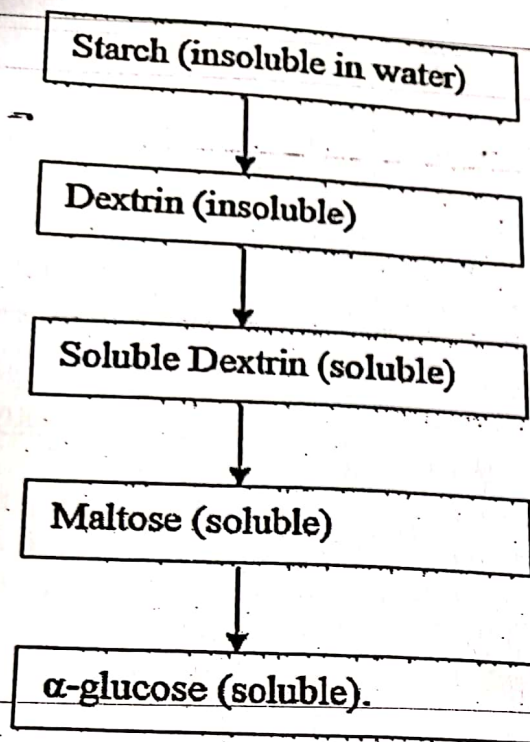 Starch (insoluble in water)
Dextrin (insoluble)
Soluble Dextrin (soluble)
Maltose (soluble)
α-glucose (soluble).